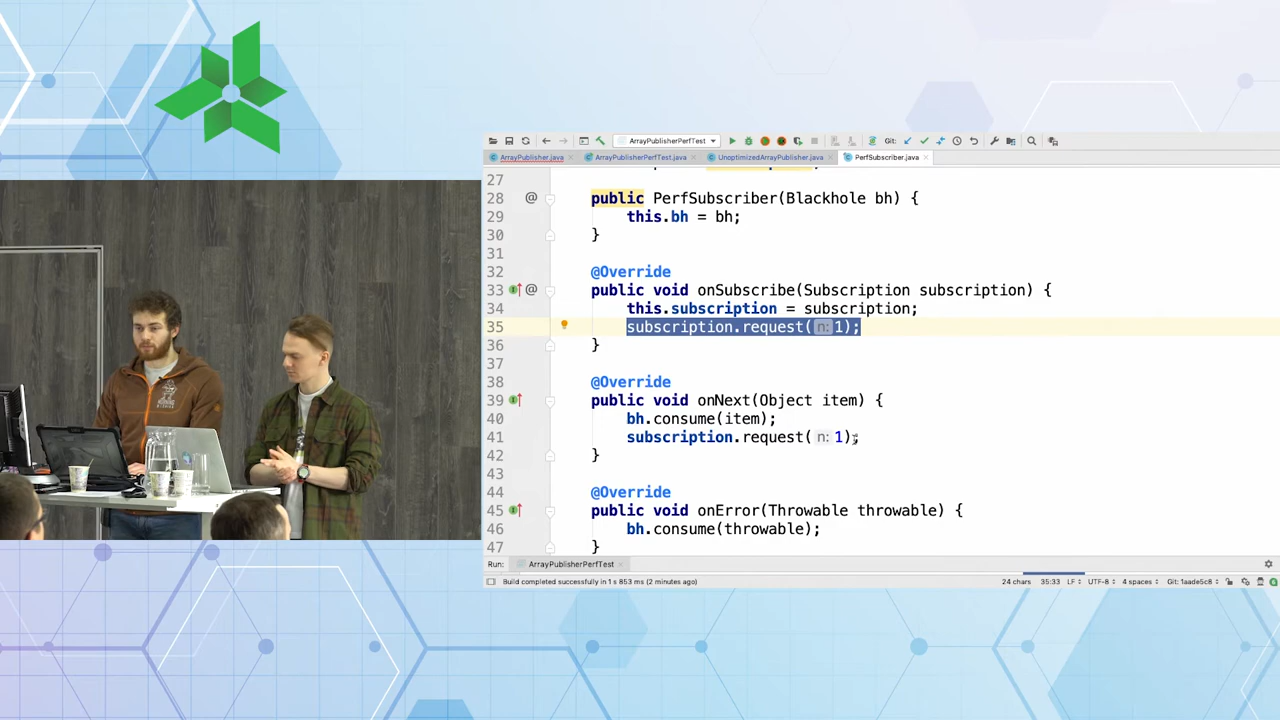 ArrayPublisherPerfTest
Git:
ArrayPublisher.java
ArrayPublisherPerfTest.java
UnoptimizedArrayPublisher.java
PerfSubscriber.java
27
28 @ public PerfSubscriber(Blackhole bh) {
29 this.bh = bh;
30 }
31
32 @Override
33 @ public void onSubscribe(Subscription subscription) {
34 this.subscription = subscription;
35 subscription.request( n: 1);
36 }
37
38 @Override
39 public void onNext(Object item) {
40 bh.consume(item);
41 subscription.request( n: 1);
42 }
43
44 @Override
45 public void onError(Throwable throwable) {
46 bh.consume(throwable);
47 }
Run: ArrayPublisherPerfTest
Build completed successfully in 1 s 853 ms (2 minutes ago)
24 chars 35:33 LF UTF-8 4 spaces Git: 1aade5c8